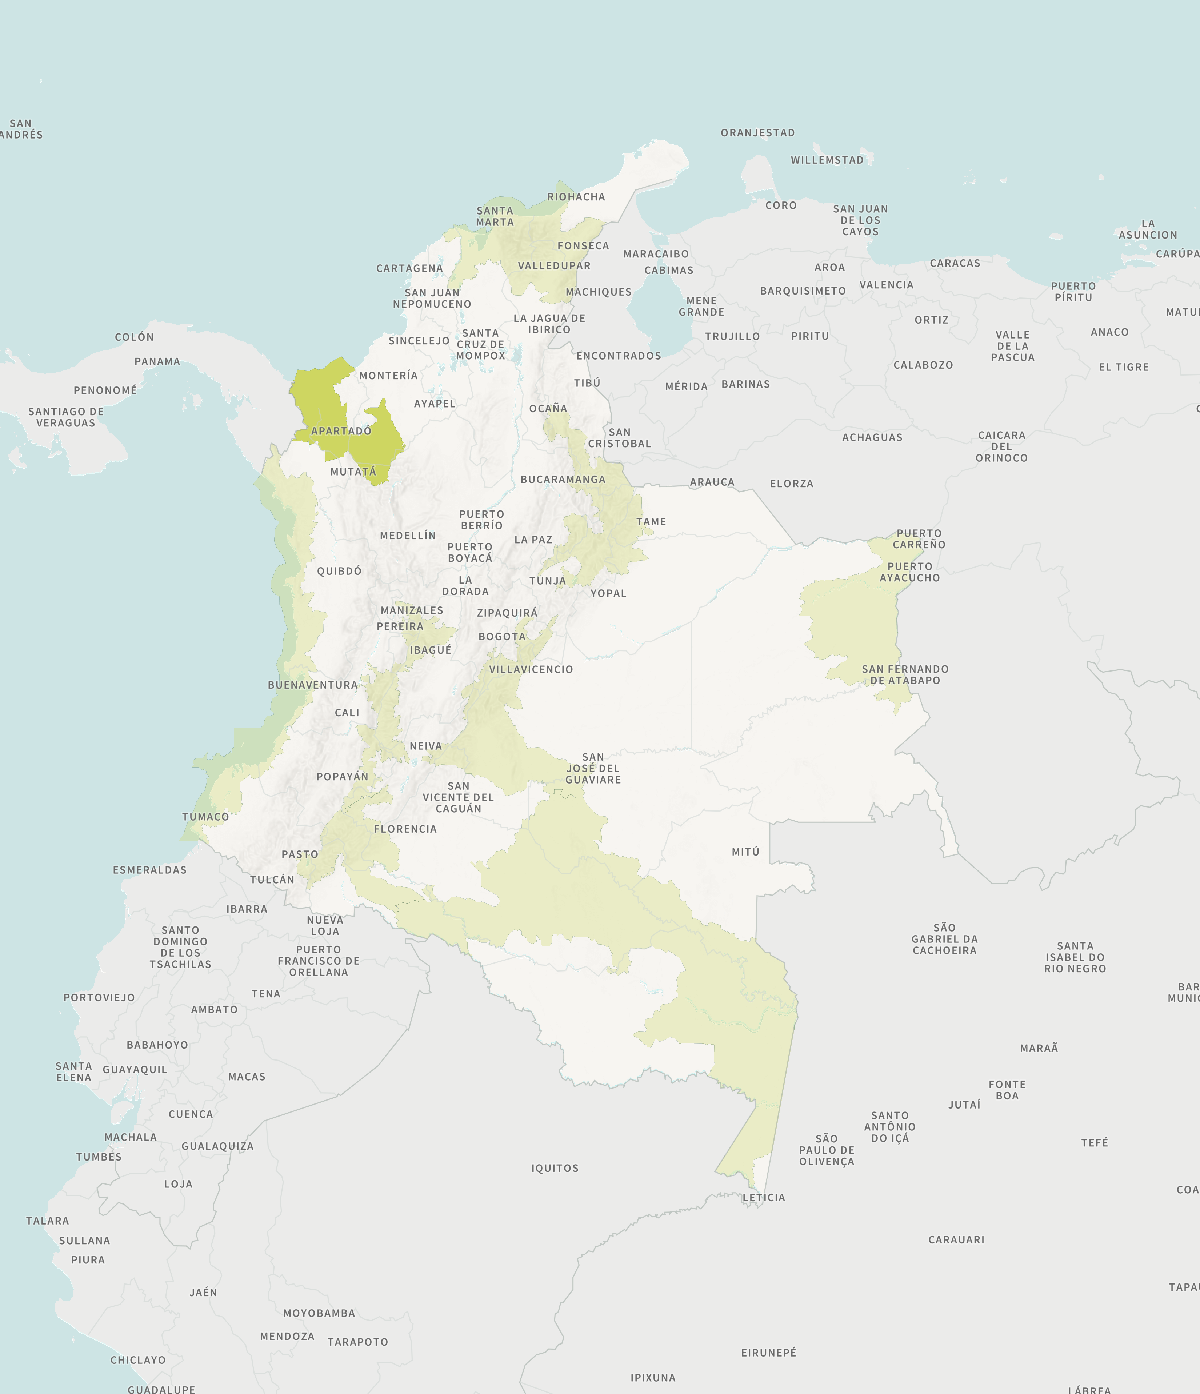 SAN
ANDRÉS
ORANJESTAD
WILLEMSTAD
RIOHACHA
SANTA
MARTA
CORO
SAN JUAN
DE LOS
CAYOS
LA
ASUNCION
FONSECA
MARACAIBO
CARÚPA
CARTAGENA
VALLEDUPAR
CABIMAS
AROA
CARACAS
SAN JUAN
NEPOMUCENO
MACHIQUES
BARQUISIMETO
VALENCIA
PUERTO
PÍRITU
MENE
GRANDE
LA JAGUA DE
IBIRICO
ORTIZ
MATU
COLÓN
SINCELEJO
SANTA
CRUZ DE
MOMPOX
TRUJILLO
PIRITU
VALLE
DE LA
PASCUA
ANACO
PANAMA
ENCONTRADOS
CALABOZO
EL TIGRE
PENONOMÉ
MONTERÍA
TIBÚ
MÉRIDA
BARINAS
SANTIAGO DE
VERAGUAS
AYAPEL
OCAÑA
C
APARTADÓ
SAN
CRISTOBAL
ACHAGUAS
CAICARA
DEL
ORINOCO
MUTATÁ
BUCARAMANGA
ARAUCA
ELORZA
PUERTO
BERRÍO
TAME
MEDELLÍN
LA PAZ
PUERTO
CARREÑO
PUERTO
BOYACÁ
QUIBDÓ
PUERTO
AYACUCHO
LA
DORADA
TUNJA
YOPAL
MANIZALES
ZIPAQUIRÁ
PEREIRA
BOGOTA
IBAGUÉ
VILLAVICENCIO
SAN FERNANDO
DE ATABAPO
BUENAVENTURA
CALI
NEIVA
SAN
JOSÉ DEL
GUAVIARE
POPAYÁN
SAN
VICENTE DEL
CAGUÁN
TUMACO
FLORENCIA
PASTO
MITÚ
ESMERALDAS
TULCÁN
IBARRA
NUEVA
LOJA
SANTO
DOMINGO
DE LOS
TSACHILAS
PUERTO
FRANCISCO DE
ORELLANA
SÃO
GABRIEL DA
CACHOEIRA
SANTA
ISABEL DO
RIO NEGRO
PORTOVIEJO
TENA
AMBATO
BAR
MUNIC
BABAHOYO
MARAÃ
SANTA
ELENA
GUAYAQUIL
MACAS
FONTE
BOA
JUTAÍ
CUENCA
SANTO
ANTÔNIO
DO IÇÁ
MACHALA
GUALAQUIZA
SÃO
PAULO DE
OLIVENÇA
TEFÉ
TUMBES
IQUITOS
LOJA
COA
LETICIA
TALARA
SULLANA
CARAUARI
PIURA
JAÉN
TAPAU
MOYOBAMBA
MENDOZA
TARAPOTO
CHICLAYO
EIRUNEPÉ
IPIXUNA
GUADALUPE
LÁBREA